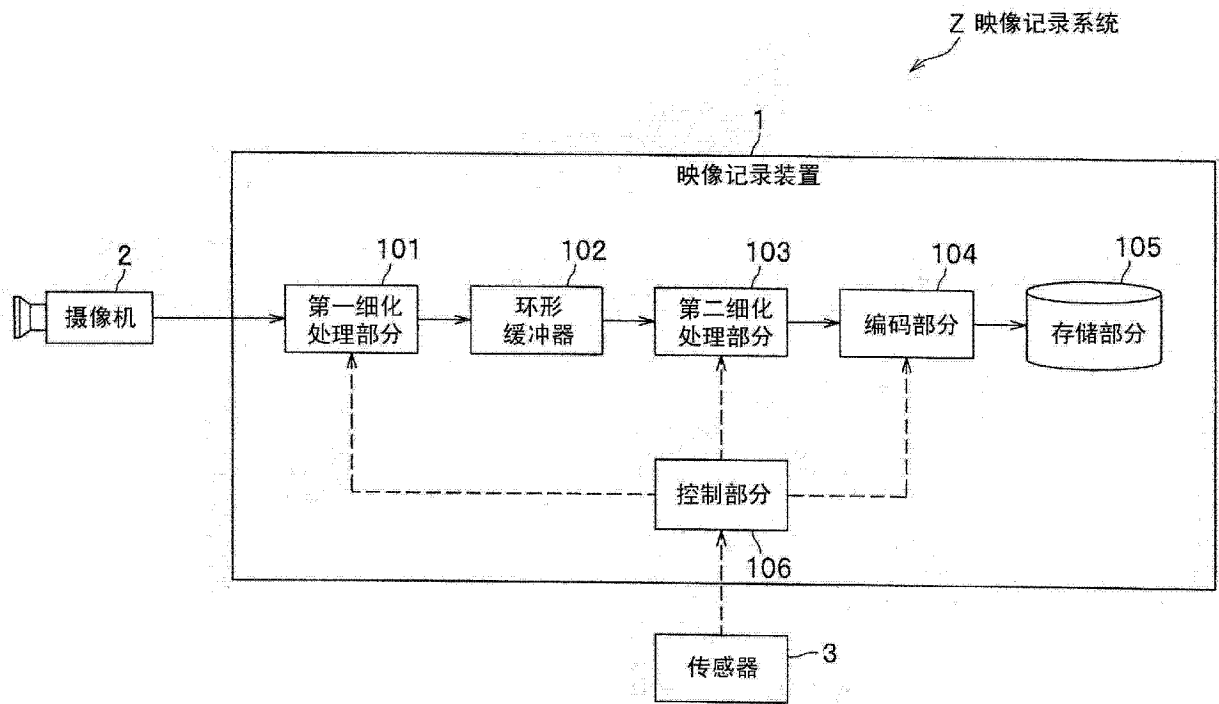 Z 映像记录系统
1
映像记录装置
2
摄像机
101
第一细化
处理部分
102
环形
缓冲器
103
第二细化
处理部分
104
编码部分
105
存储部分
控制部分
106
传感器
3